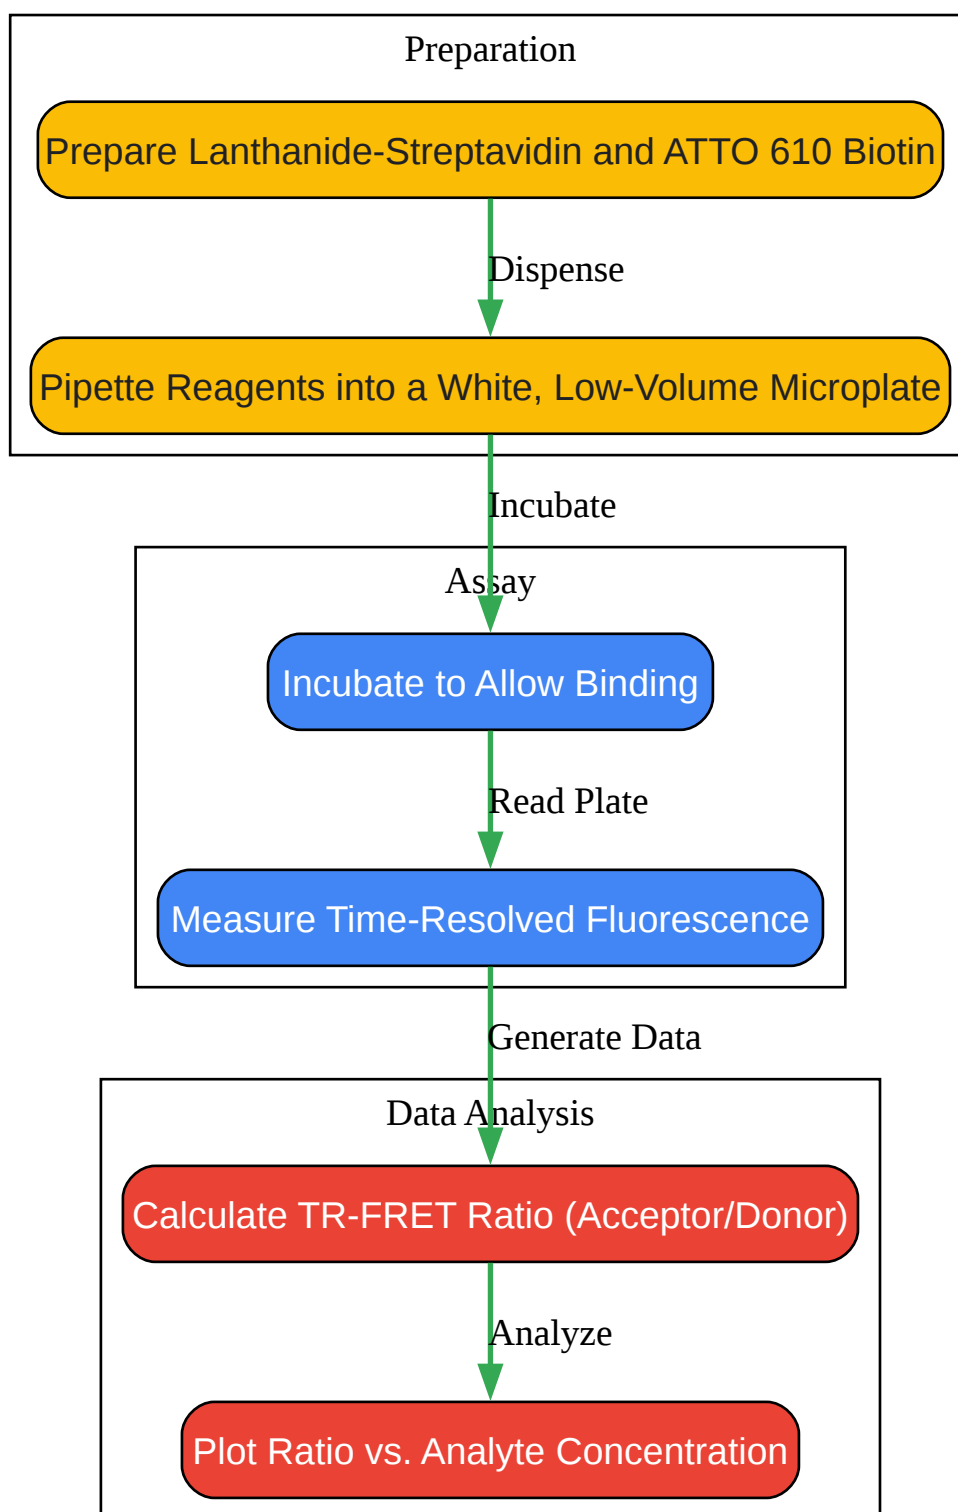 Preparation
Prepare Lanthanide-Streptavidin and ATTO 610 Biotin
Dispense
Pipette Reagents into a White, Low-Volume Microplate
Incubate
Assay
Incubate to Allow Binding
Read Plate
Measure Time-Resolved Fluorescence
Generate Data
Data Analysis
Calculate TR-FRET Ratio (Acceptor/Donor)
Analyze
Plot Ratio vs. Analyte Concentration